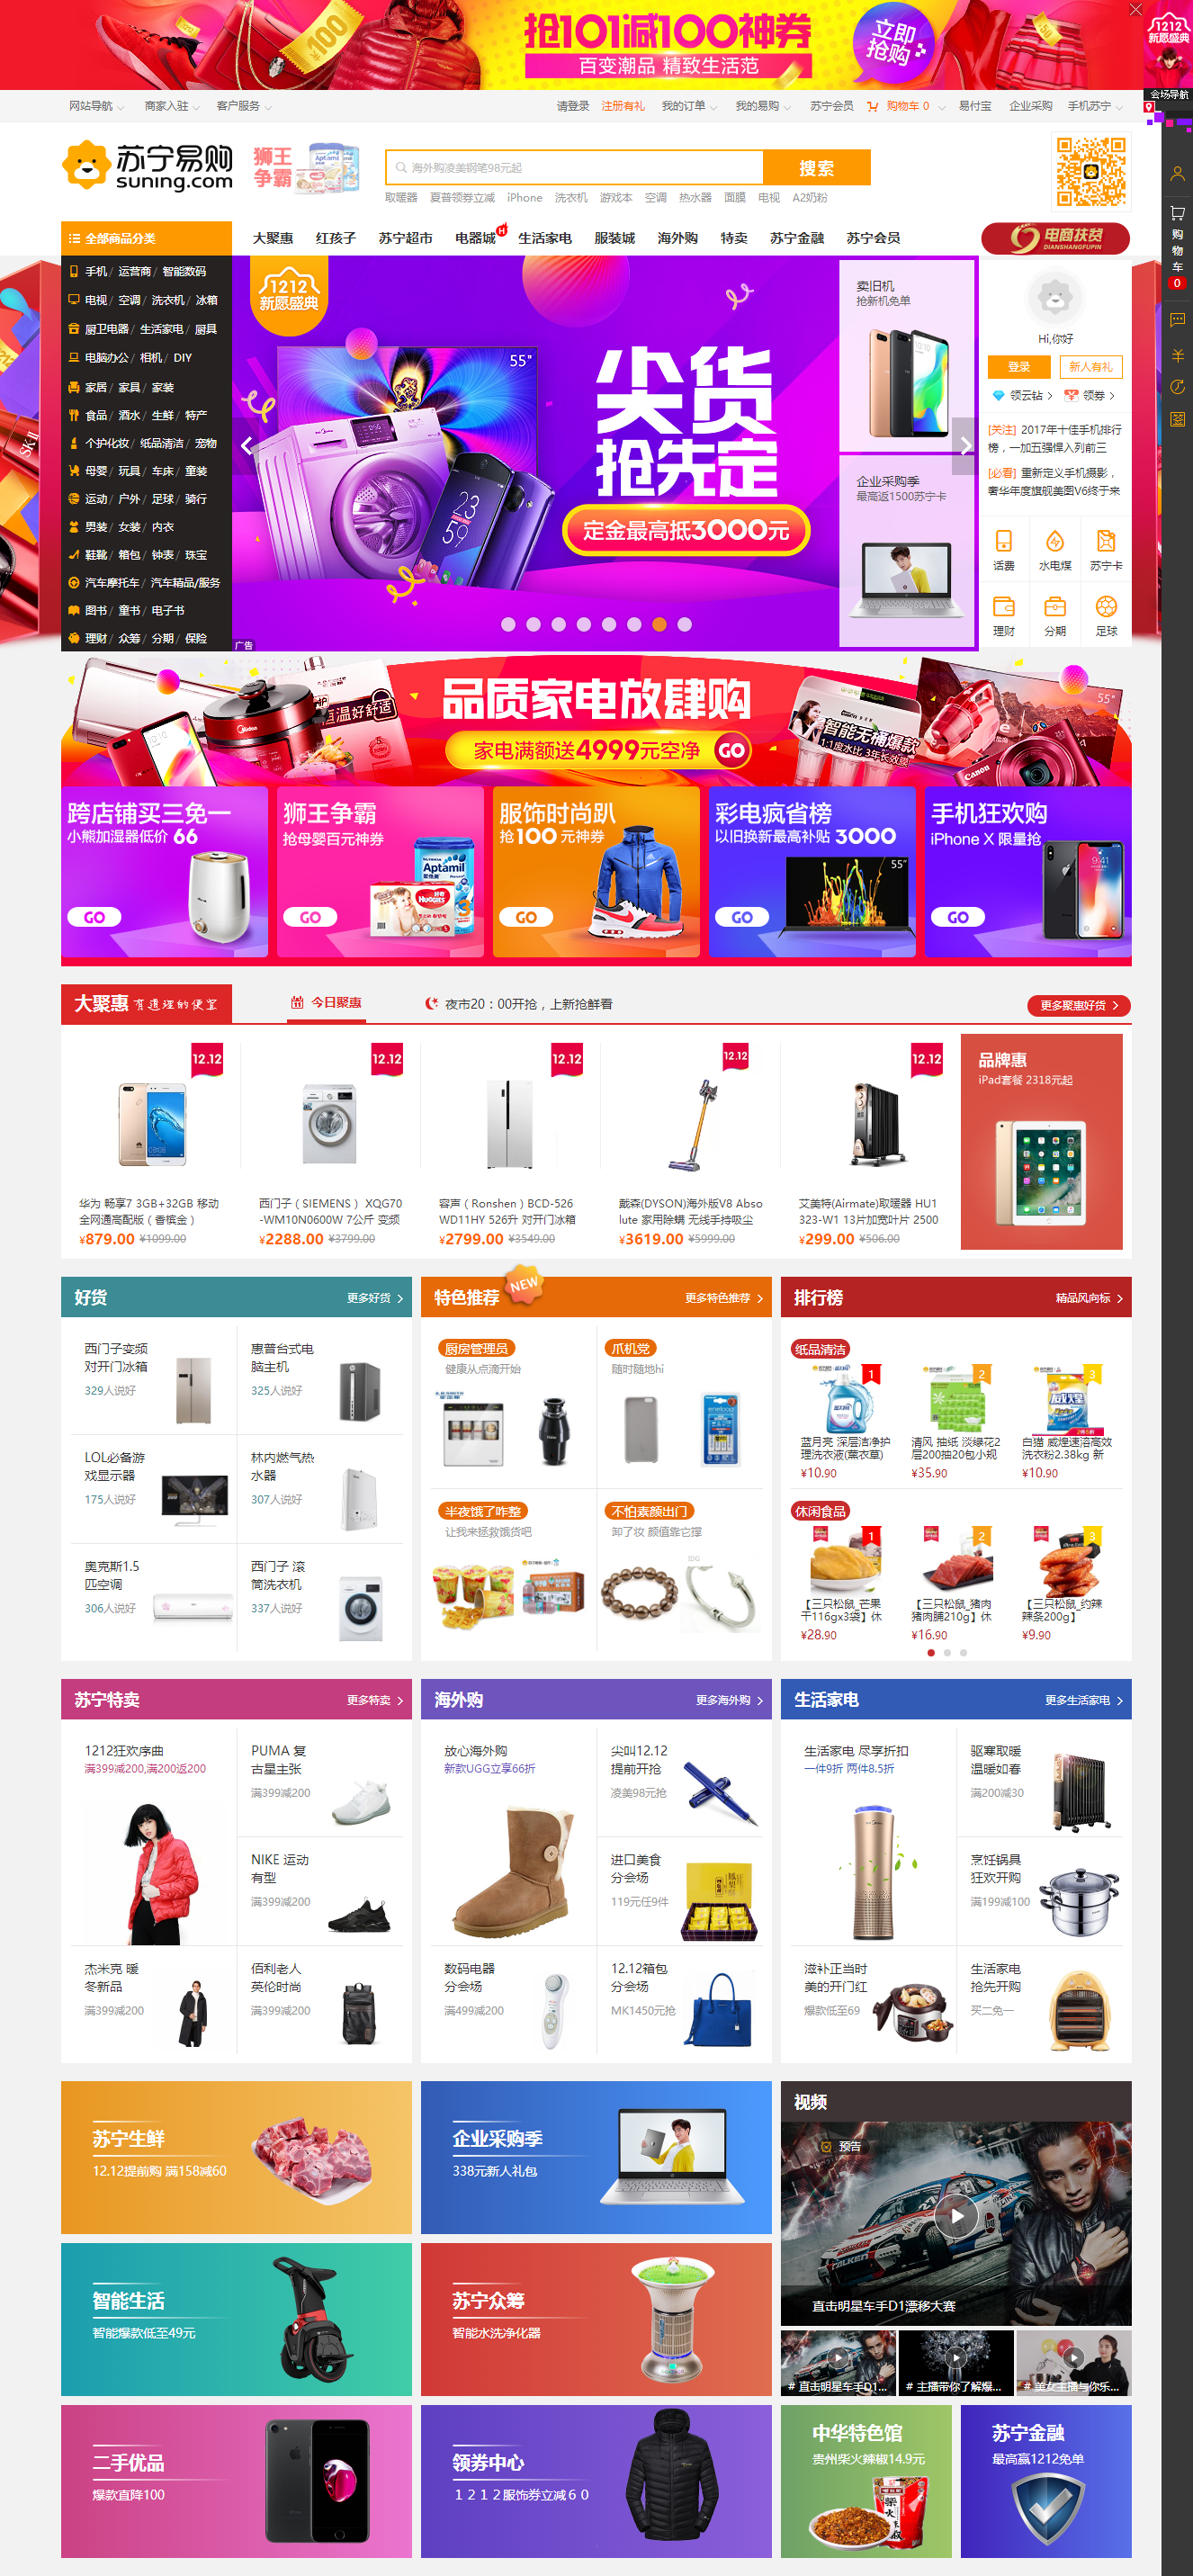 抢101减100神券
百变潮品 精致生活范
立即
抢购
1212
新愿盛典
会场导航
网站导航 商家入驻 客户服务 请登录 注册有礼 我的订单 我的易购 苏宁会员 购物车 0 易付宝 企业采购 手机苏宁
苏宁易购
suning.com
狮王
争霸
海外购凌美钢笔98元起
搜索
取暖器 夏普领券立减 iPhone 洗衣机 游戏本 空调 热水器 面膜 电视 A2奶粉
全部商品分类
大聚惠 红孩子 苏宁超市 电器城 H 生活家电 服装城 海外购 特卖 苏宁金融 苏宁会员
电商扶贫
DIANSHANGFUPIN
购物车
0
手机/ 运营商/ 智能数码
电视/ 空调/ 洗衣机/ 冰箱
厨卫电器/ 生活家电/ 厨具
电脑办公/ 相机/ DIY
家居/ 家具/ 家装
食品/ 酒水/ 生鲜/ 特产
个护化妆/ 纸品清洁/ 宠物
母婴/ 玩具/ 车床/ 童装
运动/ 户外/ 足球/ 骑行
男装/ 女装/ 内衣
鞋靴/ 箱包/ 钟表/ 珠宝
汽车摩托车/ 汽车精品/服务
图书/ 童书/ 电子书
理财/ 众筹/ 分期/ 保险
1212
新愿盛典
55"
尖货
抢先定
定金最高抵3000元
广告
卖旧机
抢新机免单
企业采购季
最高返1500苏宁卡
Hi,你好
登录 新人有礼
领云钻 领券
[关注] 2017年十佳手机排行
榜，一加五强悍入列前三
[必看] 重新定义手机摄影，
奢华年度旗舰美图V6终于来
话费 水电煤 苏宁卡
理财 分期 足球
品质家电放肆购
家电满额送4999元空净 GO
恒温好舒适
智能无桶爆款
1:1废水比 3年长效滤
55"
Canon
跨店铺买三免一
小熊加湿器低价 66
GO
狮王争霸
抢母婴百元神券
Aptamil
HUGGIES
GO
服饰时尚趴
抢100元神券
GO
彩电疯省榜
以旧换新最高补贴 3000
55"
GO
手机狂欢购
iPhone X 限量抢
9:41
GO
大聚惠 有道理的便宜
今日聚惠
夜市20：00开抢，上新抢鲜看
更多聚惠好货
12.12
华为 畅享7 3GB+32GB 移动
全网通高配版（香槟金）
¥879.00 ¥1099.00
12.12
西门子（SIEMENS） XQG70
-WM10N0600W 7公斤 变频
¥2288.00 ¥3799.00
12.12
容声（Ronshen）BCD-526
WD11HY 526升 对开门冰箱
¥2799.00 ¥3549.00
12.12
戴森(DYSON)海外版V8 Abso
lute 家用除螨 无线手持吸尘
¥3619.00 ¥5999.00
12.12
艾美特(Airmate)取暖器 HU1
323-W1 13片加宽叶片 2500
¥299.00 ¥506.00
品牌惠
iPad套餐 2318元起
好货 更多好货
西门子变频
对开门冰箱
329人说好
惠普台式电
脑主机
325人说好
LOL必备游
戏显示器
175人说好
林内燃气热
水器
307人说好
奥克斯1.5
匹空调
306人说好
西门子 滚
筒洗衣机
337人说好
特色推荐 NEW 更多特色推荐
厨房管理员
健康从点滴开始
爪机党
随时随地hi
eneloop
半夜饿了咋整
让我来拯救饿货吧
不怕素颜出门
卸了妆 颜值靠它撑
排行榜 精品风向标
纸品清洁
1
蓝月亮 深层洁净护
理洗衣液(薰衣草)
¥10.90
2
清风 抽纸 淡绿花2
层200抽20包小规
¥35.90
3
白猫 威煌速溶高效
洗衣粉2.38kg 新
¥10.90
休闲食品
1
【三只松鼠_芒果
干116gx3袋】休
¥28.90
2
【三只松鼠_猪肉
猪肉脯210g】休
¥16.90
3
【三只松鼠_约辣
辣条200g】
¥9.90
苏宁特卖 更多特卖
1212狂欢序曲
满399减200,满200返200
PUMA 复
古星主张
满399减200
NIKE 运动
有型
满399减200
杰米克 暖
冬新品
满399减200
佰利老人
英伦时尚
满399减200
海外购 更多海外购
放心海外购
新款UGG立享66折
尖叫12.12
提前开抢
凌美98元抢
进口美食
分会场
119元任9件
数码电器
分会场
满499减200
12.12箱包
分会场
MK1450元抢
生活家电 更多生活家电
生活家电 尽享折扣
一件9折 两件8.5折
驱寒取暖
温暖如春
满200减30
烹饪锅具
狂欢开购
满199减100
滋补正当时
美的开门红
爆款低至69
生活家电
抢先开购
买二免一
苏宁生鲜
12.12提前购 满158减60
企业采购季
338元新人礼包
视频
预告
直击明星车手D1漂移大赛
# 直击明星车手D1...
# 主播带你了解爆...
# 美女主播与你乐...
智能生活
智能爆款低至49元
苏宁众筹
智能水洗净化器
二手优品
爆款直降100
领券中心
１２１２服饰券立减６０
中华特色馆
贵州柴火辣椒14.9元
苏宁金融
最高赢1212免单